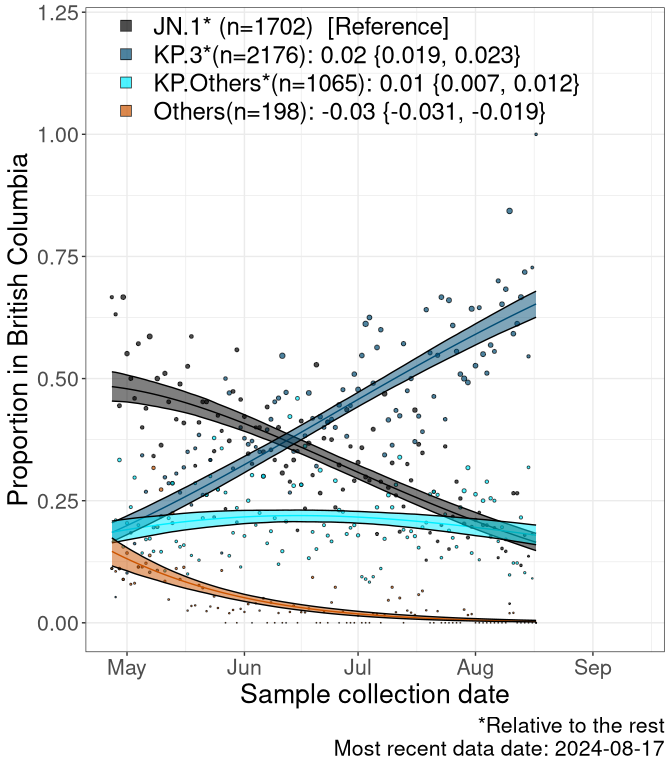 JN.1* (n=1702)  [Reference]
KP.3*(n=2176): 0.02 {0.019, 0.023}
KP.Others*(n=1065): 0.01 {0.007, 0.012}
Others(n=198): -0.03 {-0.031, -0.019}
1.25
1.00
0.75
0.50
0.25
0.00
Proportion in British Columbia
May Jun Jul Aug Sep
Sample collection date
*Relative to the rest
Most recent data date: 2024-08-17